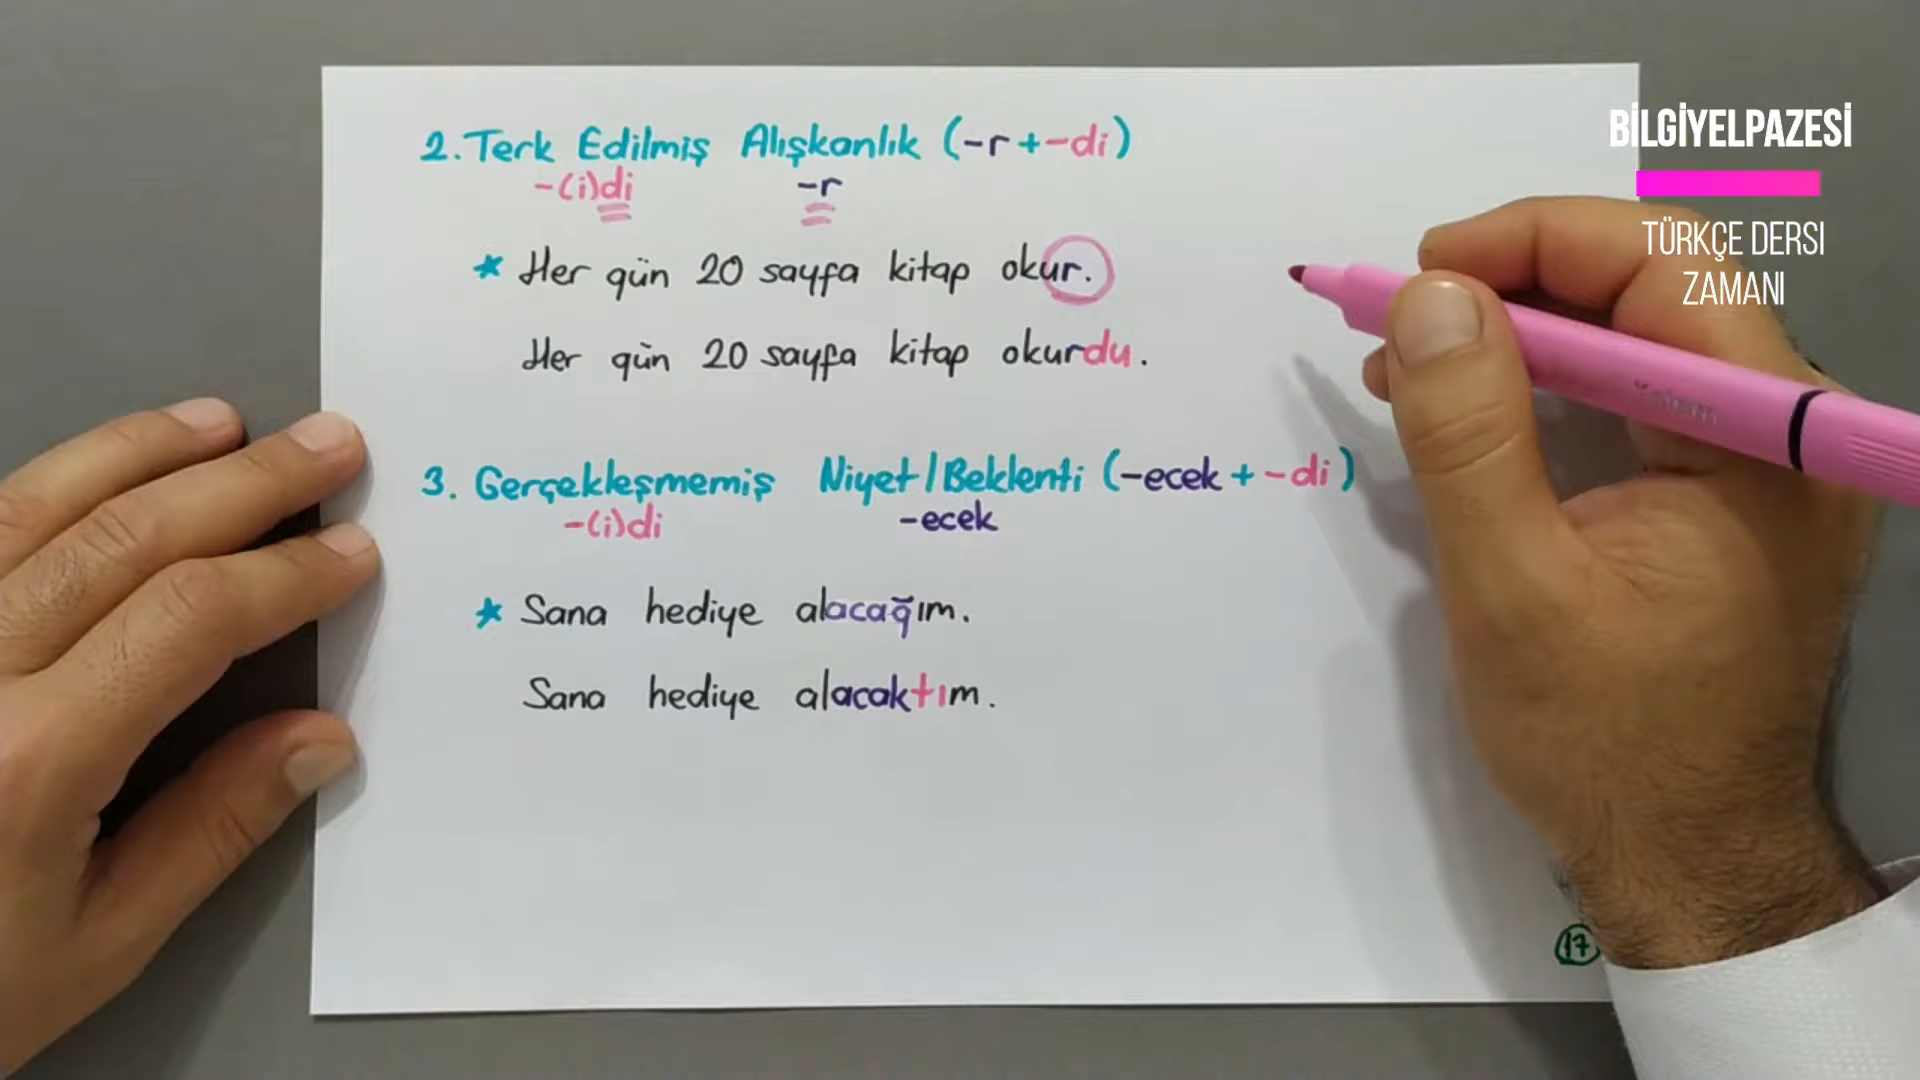 2. Terk Edilmiş Alışkanlık (-r+-di)
-(i)di -r
* Her gün 20 sayfa kitap okur.
Her gün 20 sayfa kitap okurdu.
3. Gerçekleşmemiş Niyet/Beklenti (-ecek + -di)
-(i)di -ecek
* Sana hediye alacağım.
Sana hediye alacaktım.
17
BİLGİYELPAZESİ
TÜRKÇE DERSI
ZAMANI